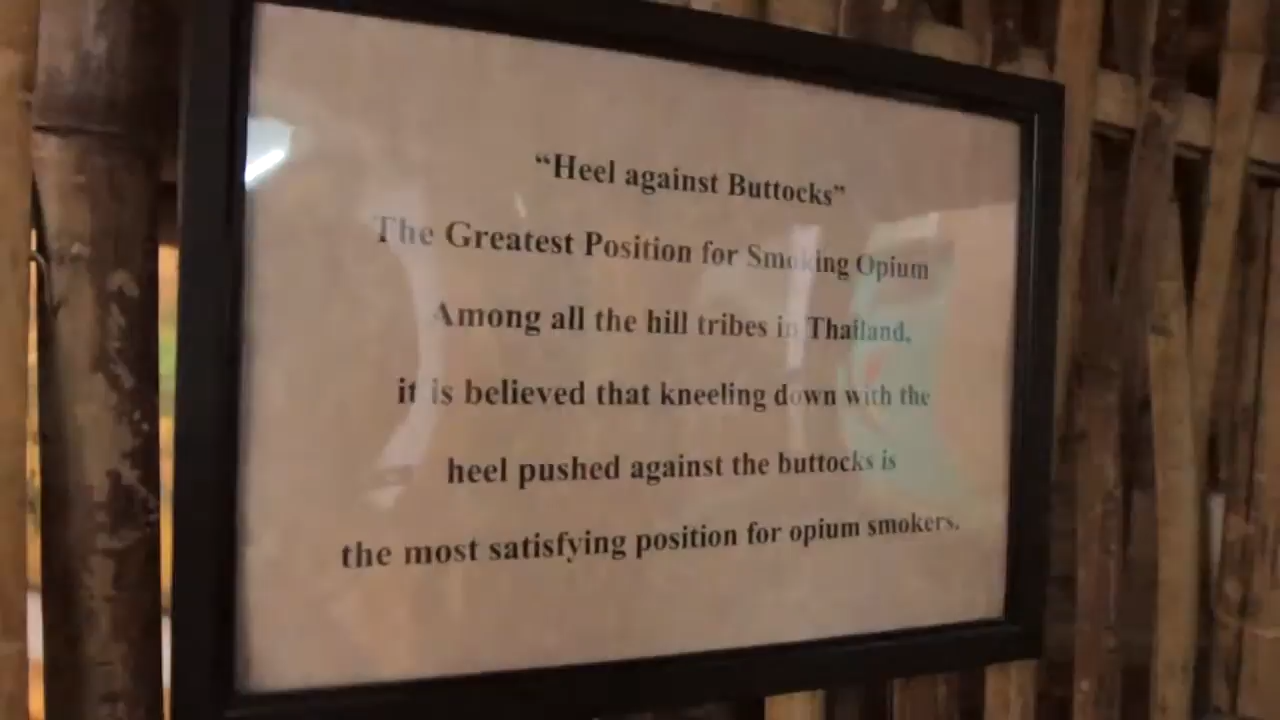 “Heel against Buttocks”
The Greatest Position for Smoking Opium
Among all the hill tribes in Thailand,
it is believed that kneeling down with the
heel pushed against the buttocks is
the most satisfying position for opium smokers.